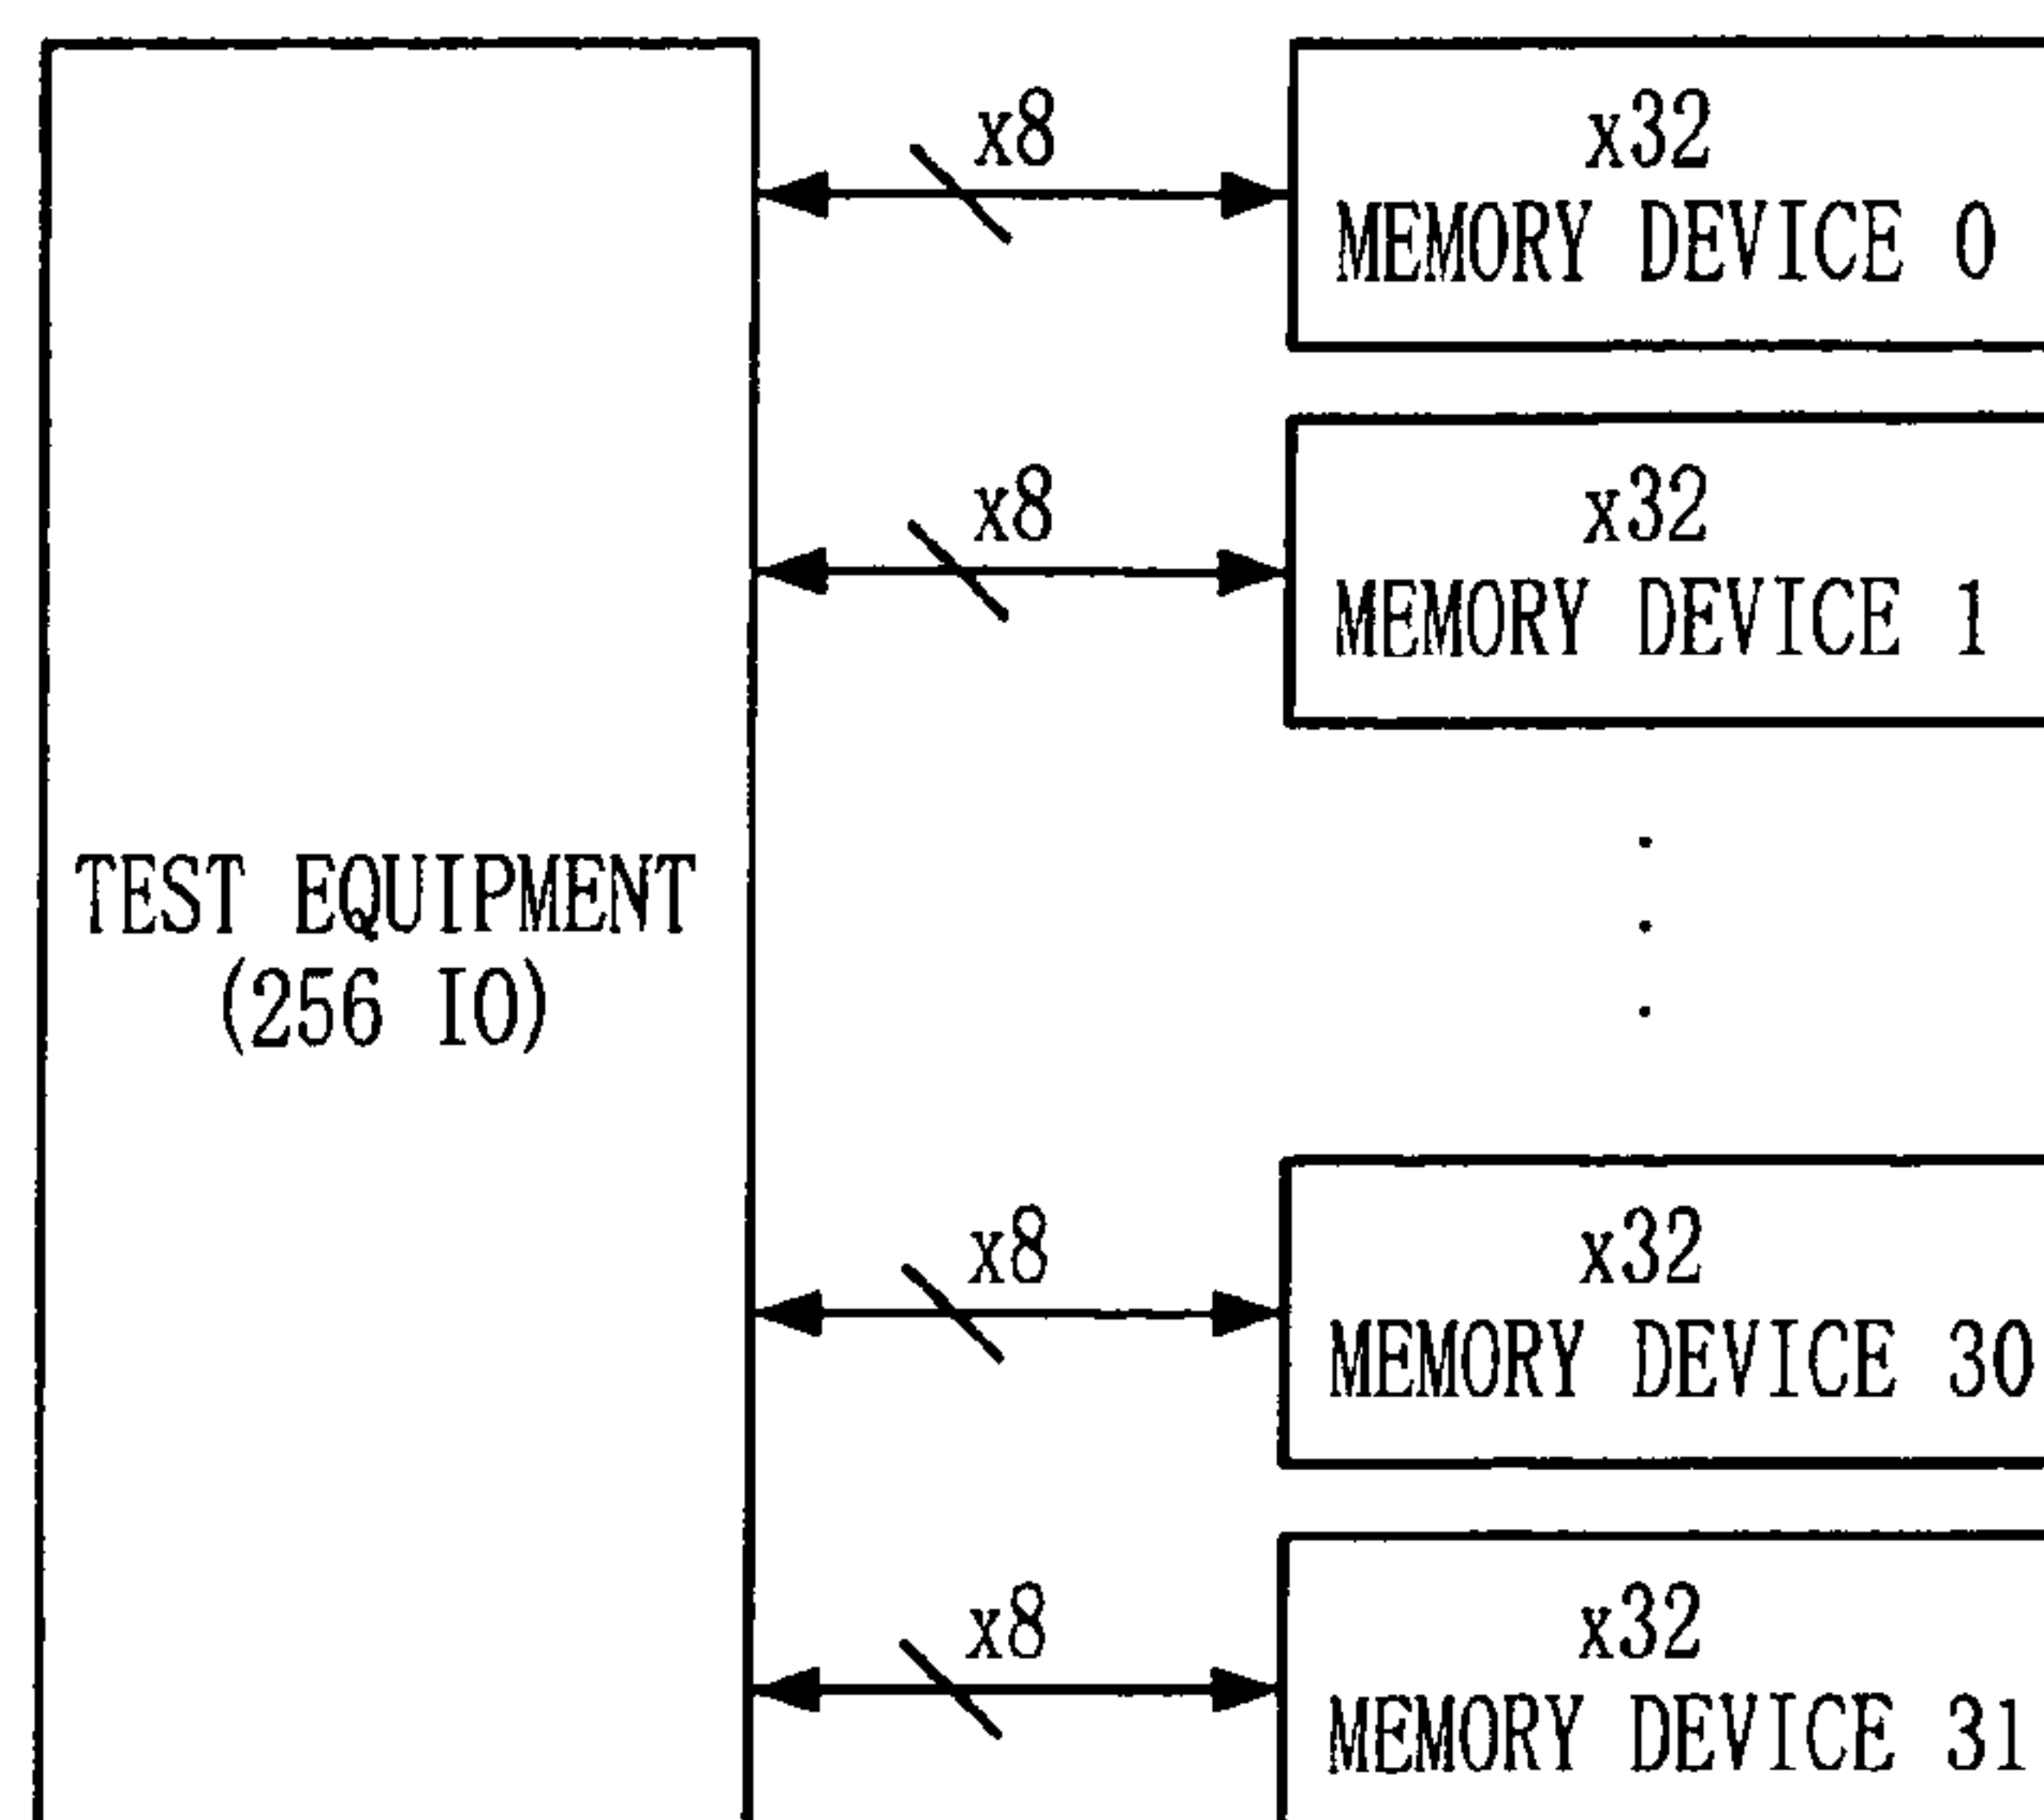 x8
x32
MEMORY DEVICE 0
x8
x32
MEMORY DEVICE 1
TEST EQUIPMENT
(256 IO)
x8
x32
MEMORY DEVICE 30
x8
x32
MEMORY DEVICE 31